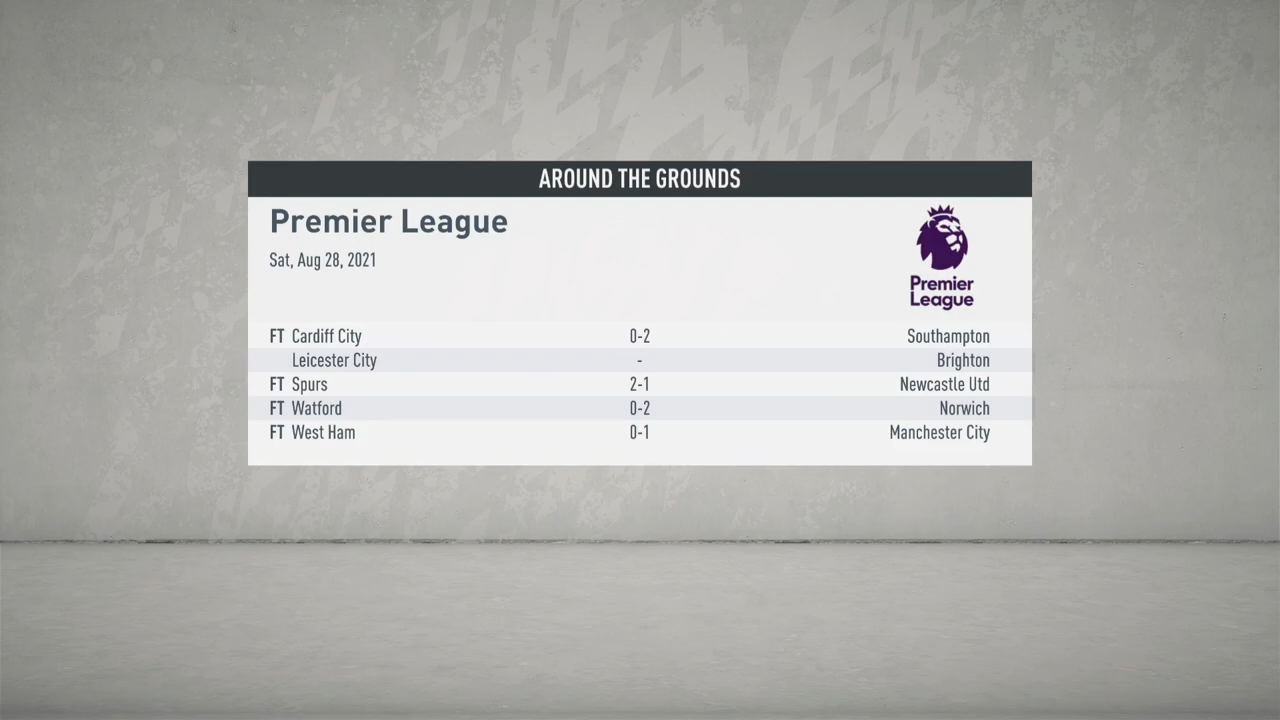 AROUND THE GROUNDS
Premier League
Sat, Aug 28, 2021
Premier
League
FT Cardiff City 0-2 Southampton
Leicester City - Brighton
FT Spurs 2-1 Newcastle Utd
FT Watford 0-2 Norwich
FT West Ham 0-1 Manchester City